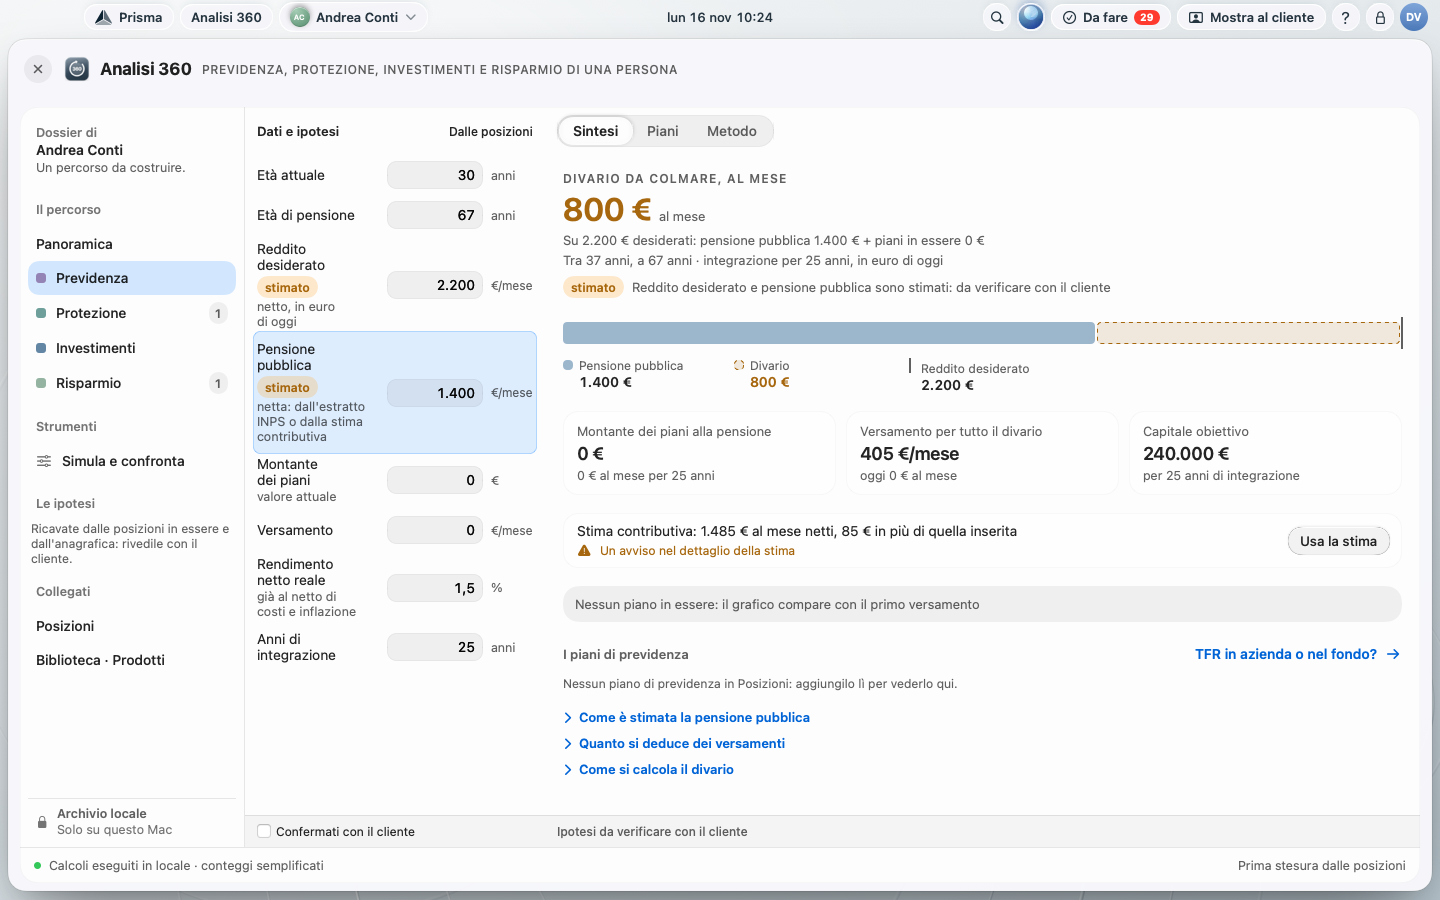 Prisma
Analisi 360
AC Andrea Conti
lun 16 nov 10:24
Da fare 29
Mostra al cliente
?
DV
360 Analisi 360 PREVIDENZA, PROTEZIONE, INVESTIMENTI E RISPARMIO DI UNA PERSONA
Dossier di
Andrea Conti
Un percorso da costruire.
Il percorso
Panoramica
Previdenza
Protezione 1
Investimenti
Risparmio 1
Strumenti
Simula e confronta
Le ipotesi
Ricavate dalle posizioni in essere e
dall'anagrafica: rivedile con il
cliente.
Collegati
Posizioni
Biblioteca · Prodotti
Archivio locale
Solo su questo Mac
Dati e ipotesi Dalle posizioni
Età attuale 30 anni
Età di pensione 67 anni
Reddito
desiderato
stimato 2.200 €/mese
netto, in euro
di oggi
Pensione
pubblica
stimato 1.400 €/mese
netta: dall'estratto
INPS o dalla stima
contributiva
Montante
dei piani 0 €
valore attuale
Versamento 0 €/mese
Rendimento
netto reale 1,5 %
già al netto di
costi e inflazione
Anni di
integrazione 25 anni
Sintesi Piani Metodo
DIVARIO DA COLMARE, AL MESE
800 € al mese
Su 2.200 € desiderati: pensione pubblica 1.400 € + piani in essere 0 €
Tra 37 anni, a 67 anni · integrazione per 25 anni, in euro di oggi
stimato Reddito desiderato e pensione pubblica sono stimati: da verificare con il cliente
Pensione pubblica
1.400 €
Divario
800 €
Reddito desiderato
2.200 €
Montante dei piani alla pensione
0 €
0 € al mese per 25 anni
Versamento per tutto il divario
405 €/mese
oggi 0 € al mese
Capitale obiettivo
240.000 €
per 25 anni di integrazione
Stima contributiva: 1.485 € al mese netti, 85 € in più di quella inserita
Un avviso nel dettaglio della stima
Usa la stima
Nessun piano in essere: il grafico compare con il primo versamento
I piani di previdenza TFR in azienda o nel fondo?
Nessun piano di previdenza in Posizioni: aggiungilo lì per vederlo qui.
Come è stimata la pensione pubblica
Quanto si deduce dei versamenti
Come si calcola il divario
Confermati con il cliente Ipotesi da verificare con il cliente
Calcoli eseguiti in locale · conteggi semplificati Prima stesura dalle posizioni